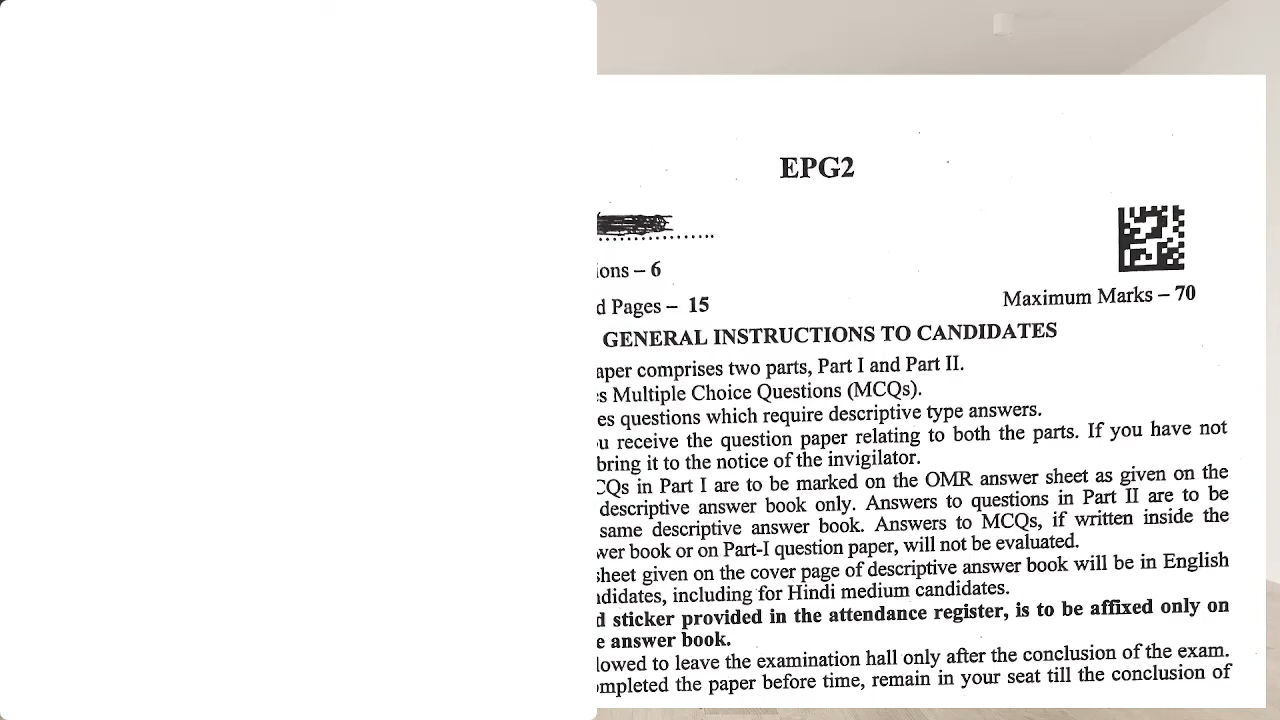 EPG2
ions – 6
d Pages – 15
Maximum Marks – 70
GENERAL INSTRUCTIONS TO CANDIDATES
aper comprises two parts, Part I and Part II.
s Multiple Choice Questions (MCQs).
es questions which require descriptive type answers.
u receive the question paper relating to both the parts. If you have not
bring it to the notice of the invigilator.
CQs in Part I are to be marked on the OMR answer sheet as given on the
descriptive answer book only. Answers to questions in Part II are to be
same descriptive answer book. Answers to MCQs, if written inside the
wer book or on Part-I question paper, will not be evaluated.
sheet given on the cover page of descriptive answer book will be in English
ndidates, including for Hindi medium candidates.
d sticker provided in the attendance register, is to be affixed only on
e answer book.
lowed to leave the examination hall only after the conclusion of the exam.
ompleted the paper before time, remain in your seat till the conclusion of